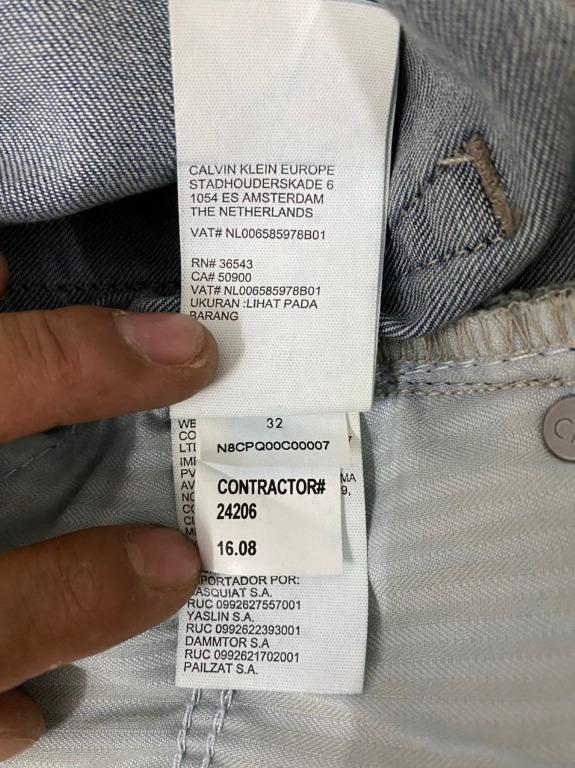 CALVIN KLEIN EUROPE
STADHOUDERSKADE 6
1054 ES AMSTERDAM
THE NETHERLANDS
VAT# NL006585978B01
RN# 36543
CA# 50900
VAT# NL006585978B01
UKURAN :LIHAT PADA
BARANG
32
N8CPQ00C00007
CONTRACTOR#
24206
16.08
POR:
S.A.
RUC 0992627557001
YASLIN S.A.
RUC 0992622393001
DAMMTOR S.A
RUC 0992621702001
PAILZAT S.A.